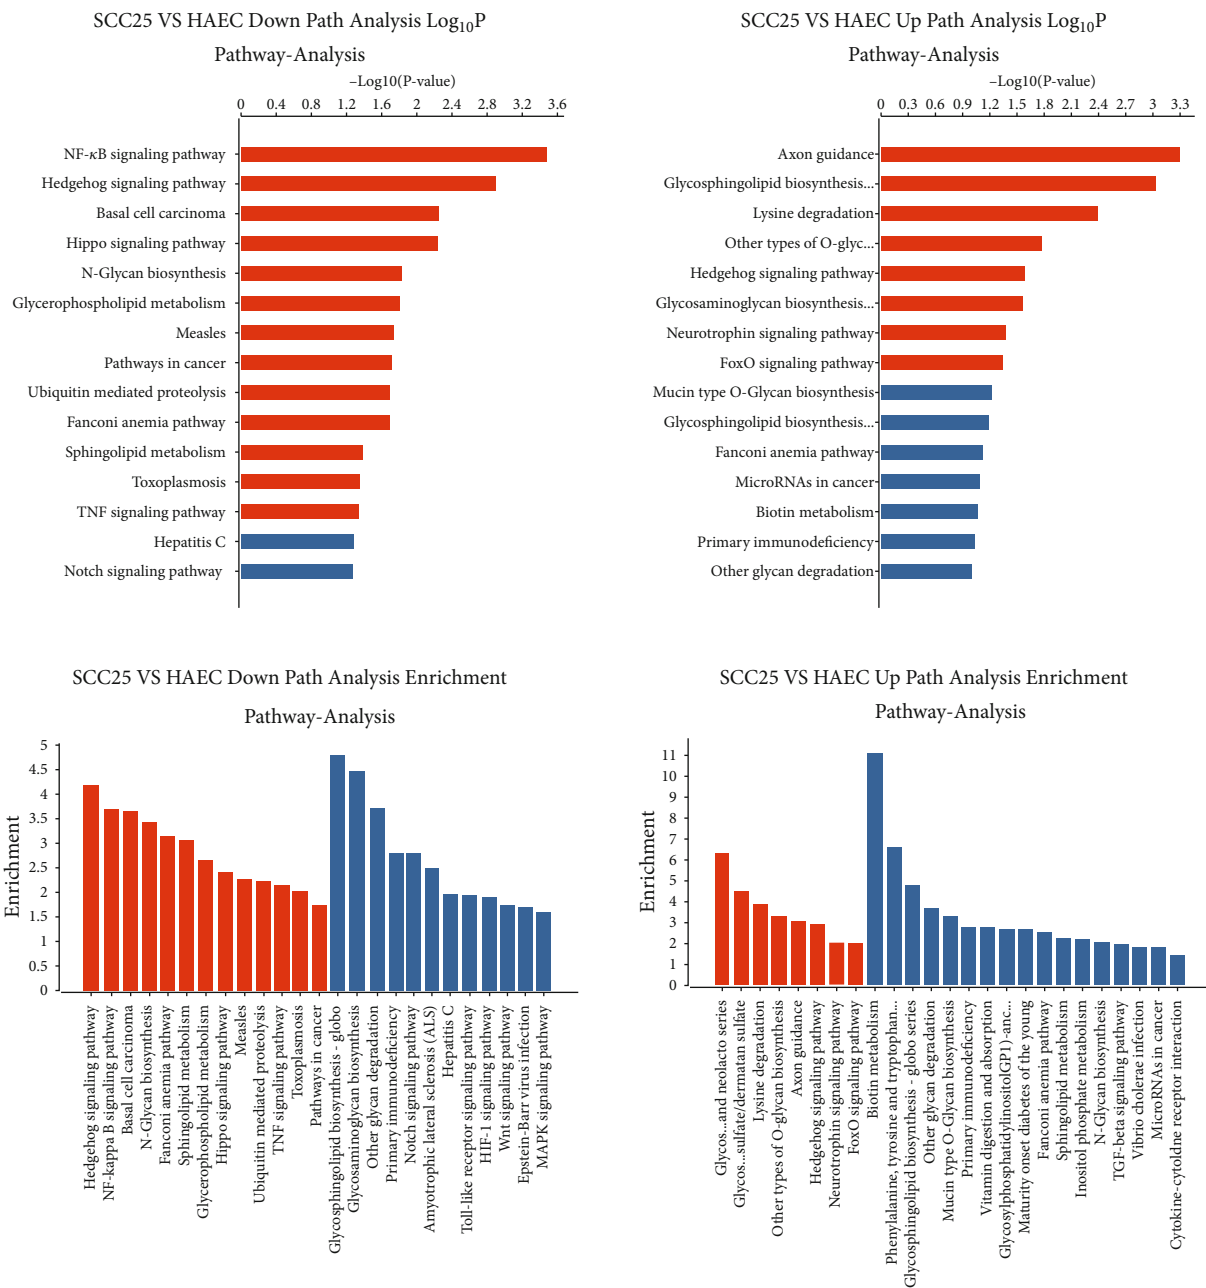 SCC25 VS HAEC Down Path Analysis Log10P
Pathway-Analysis
−Log10(P-value)
0 0.4 0.8 1.2 1.6 2 2.4 2.8 3.2 3.6
NF-κB signaling pathway
Hedgehog signaling pathway
Basal cell carcinoma
Hippo signaling pathway
N-Glycan biosynthesis
Glycerophospholipid metabolism
Measles
Pathways in cancer
Ubiquitin mediated proteolysis
Fanconi anemia pathway
Sphingolipid metabolism
Toxoplasmosis
TNF signaling pathway
Hepatitis C
Notch signaling pathway
SCC25 VS HAEC Up Path Analysis Log10P
Pathway-Analysis
−Log10(P-value)
0 0.3 0.6 0.9 1.2 1.5 1.8 2.1 2.4 2.7 3 3.3
Axon guidance
Glycosphingolipid biosynthesis...
Lysine degradation
Other types of O-glyc...
Hedgehog signaling pathway
Glycosaminoglycan biosynthesis...
Neurotrophin signaling pathway
FoxO signaling pathway
Mucin type O-Glycan biosynthesis
Glycosphingolipid biosynthesis...
Fanconi anemia pathway
MicroRNAs in cancer
Biotin metabolism
Primary immunodeficiency
Other glycan degradation
SCC25 VS HAEC Down Path Analysis Enrichment
Pathway-Analysis
Enrichment
5
4.5
4
3.5
3
2.5
2
1.5
1
0.5
0
Hedgehog signaling pathway
NF-kappa B signaling pathway
Basal cell carcinoma
N-Glycan biosynthesis
Fanconi anemia pathway
Sphingolipid metabolism
Glycerophospholipid metabolism
Hippo signaling pathway
Measles
Ubiquitin mediated proteolysis
TNF signaling pathway
Toxoplasmosis
Pathways in cancer
Glycosphingolipid biosynthesis - globo
Glycosaminoglycan biosynthesis
Other glycan degradation
Primary immunodeficiency
Notch signaling pathway
Amyotrophic lateral sclerosis (ALS)
Hepatitis C
Toll-like receptor signaling pathway
HIF-1 signaling pathway
Wnt signaling pathway
Epstein-Barr virus infection
MAPK signaling pathway
SCC25 VS HAEC Up Path Analysis Enrichment
Pathway-Analysis
Enrichment
11
10
9
8
7
6
5
4
3
2
1
0
Glycos...and neolacto series
Glycos...sulfate/dermatan sulfate
Lysine degradation
Other types of O-glycan biosynthesis
Axon guidance
Hedgehog signaling pathway
Neurotrophin signaling pathway
FoxO signaling pathway
Biotin metabolism
Phenylalanine, tyrosine and tryptophan...
Glycosphingolipid biosynthesis - globo series
Other glycan degradation
Mucin type O-Glycan biosynthesis
Primary immunodeficiency
Vitamin digestion and absorption
Glycosylphosphatidylinositol(GP1)-anc...
Maturity onset diabetes of the young
Fanconi anemia pathway
Sphingolipid metabolism
Inositol phosphate metabolism
N-Glycan biosynthesis
TGF-beta signaling pathway
Vibrio cholerae infection
MicroRNAs in cancer
Cytokine-cytoldine receptor interaction